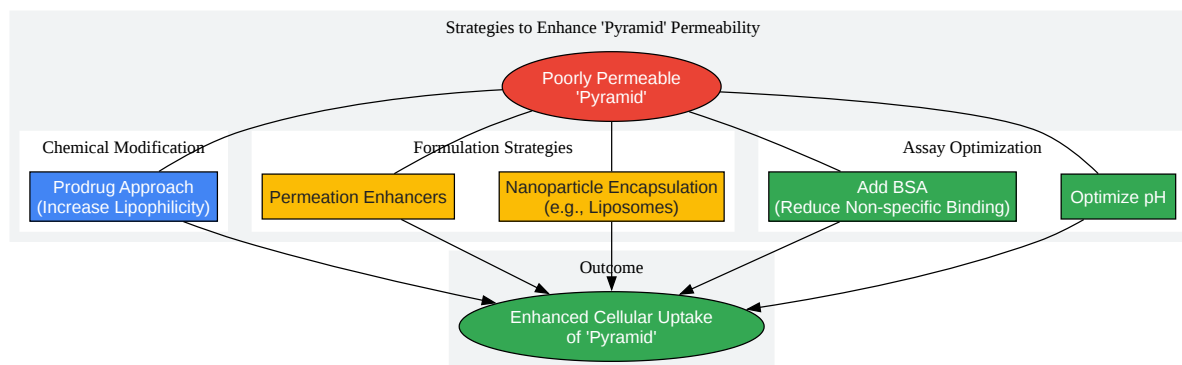 Strategies to Enhance 'Pyramid' Permeability
Poorly Permeable
'Pyramid'
Chemical Modification
Formulation Strategies
Assay Optimization
Prodrug Approach
(Increase Lipophilicity)
Permeation Enhancers
Nanoparticle Encapsulation
(e.g., Liposomes)
Add BSA
(Reduce Non-specific Binding)
Optimize pH
Outcome
Enhanced Cellular Uptake
of 'Pyramid'